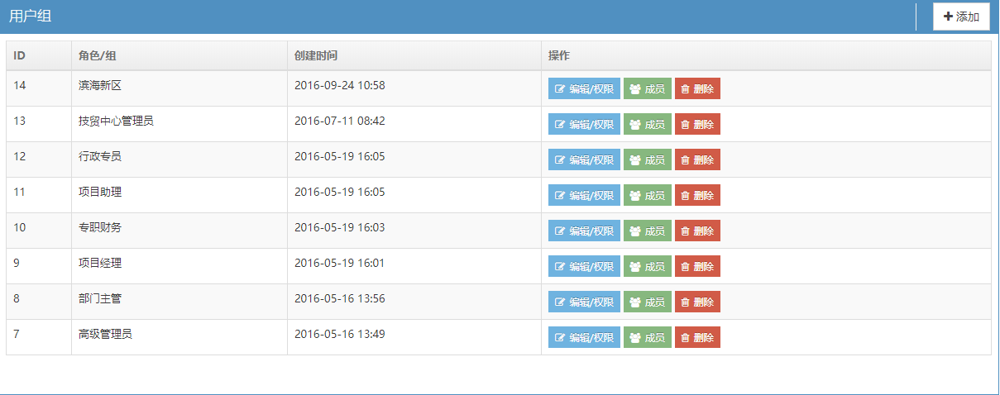 用户组 添加
ID 角色/组 创建时间 操作
14 滨海新区 2016-09-24 10:58 编辑/权限 成员 删除
13 技贸中心管理员 2016-07-11 08:42 编辑/权限 成员 删除
12 行政专员 2016-05-19 16:05 编辑/权限 成员 删除
11 项目助理 2016-05-19 16:05 编辑/权限 成员 删除
10 专职财务 2016-05-19 16:03 编辑/权限 成员 删除
9 项目经理 2016-05-19 16:01 编辑/权限 成员 删除
8 部门主管 2016-05-16 13:56 编辑/权限 成员 删除
7 高级管理员 2016-05-16 13:49 编辑/权限 成员 删除